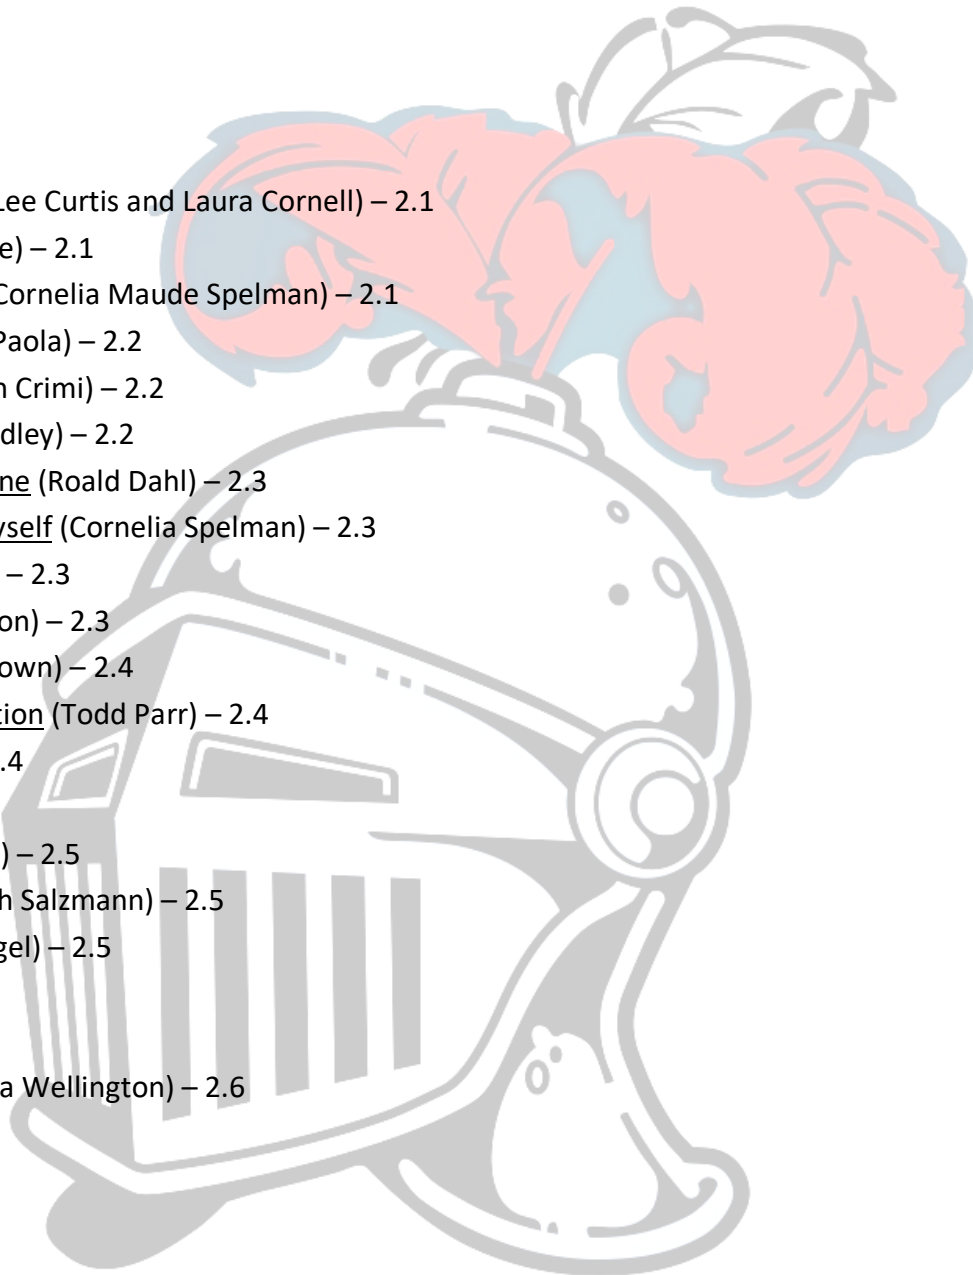 Lee Curtis and Laura Cornell) – 2.1
e) – 2.1
Cornelia Maude Spelman) – 2.1
Paola) – 2.2
n Crimi) – 2.2
dley) – 2.2
ne (Roald Dahl) – 2.3
yself (Cornelia Spelman) – 2.3
– 2.3
on) – 2.3
own) – 2.4
tion (Todd Parr) – 2.4
.4
) – 2.5
h Salzmann) – 2.5
gel) – 2.5
a Wellington) – 2.6